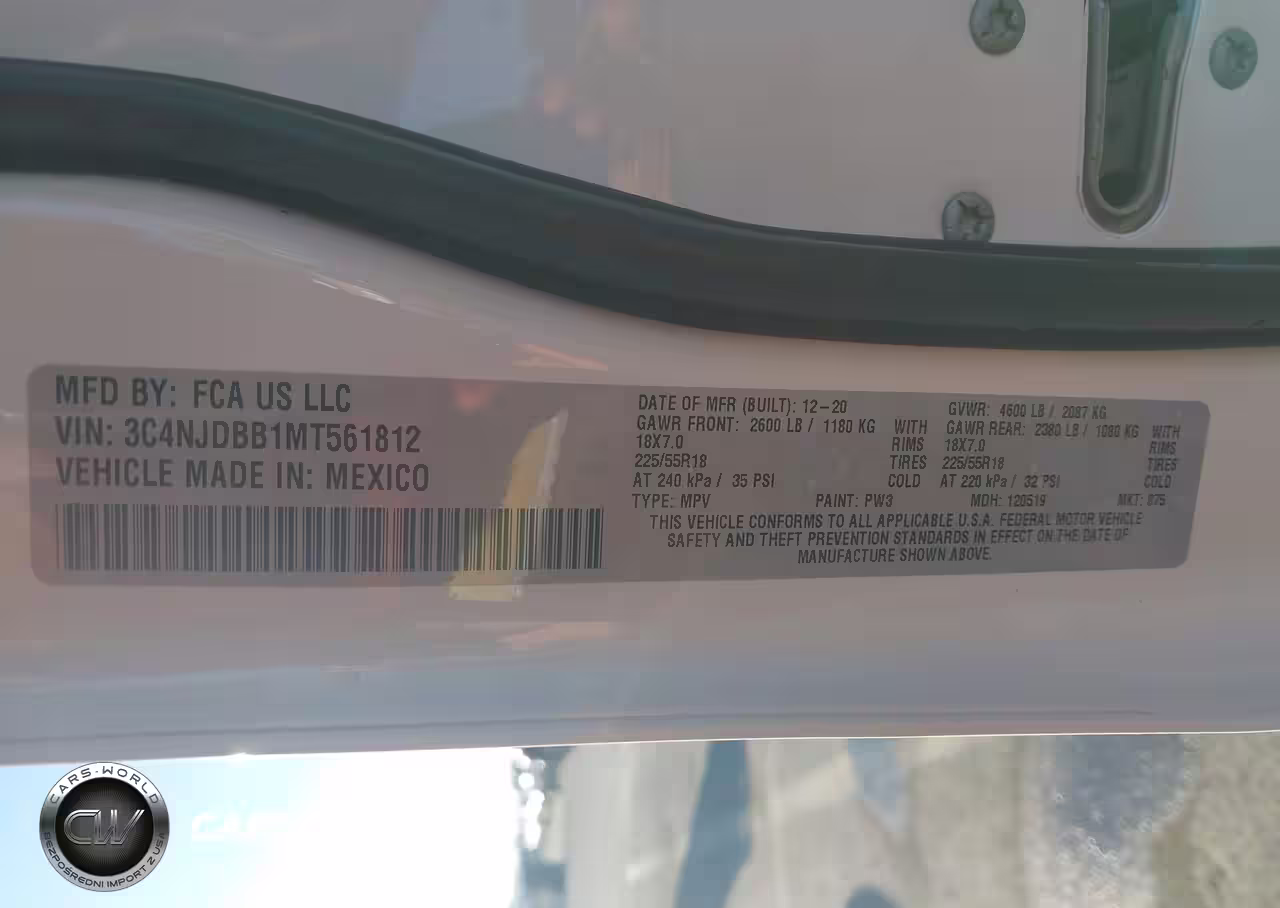 MFD BY: FCA US LLC
VIN: 3C4NJDBB1MT561812
VEHICLE MADE IN: MEXICO
DATE OF MFR (BUILT): 12-20 GVWR: 4600 LB / 2087 KG
GAWR FRONT: 2600 LB / 1180 KG WITH GAWR REAR: 2380 LB / 1080 KG WITH
18X7.0 RIMS 18X7.0 RIMS
225/55R18 TIRES 225/55R18 TIRES
AT 240 kPa / 35 PSI COLD AT 220 kPa / 32 PSI COLD
TYPE: MPV PAINT: PW3 MDH: 120519 MKT: 075
THIS VEHICLE CONFORMS TO ALL APPLICABLE U.S.A. FEDERAL MOTOR VEHICLE
SAFETY AND THEFT PREVENTION STANDARDS IN EFFECT ON THE DATE OF
MANUFACTURE SHOWN ABOVE.
CARS-WORLD
CW
BEZPOŚREDNI IMPORT Z USA